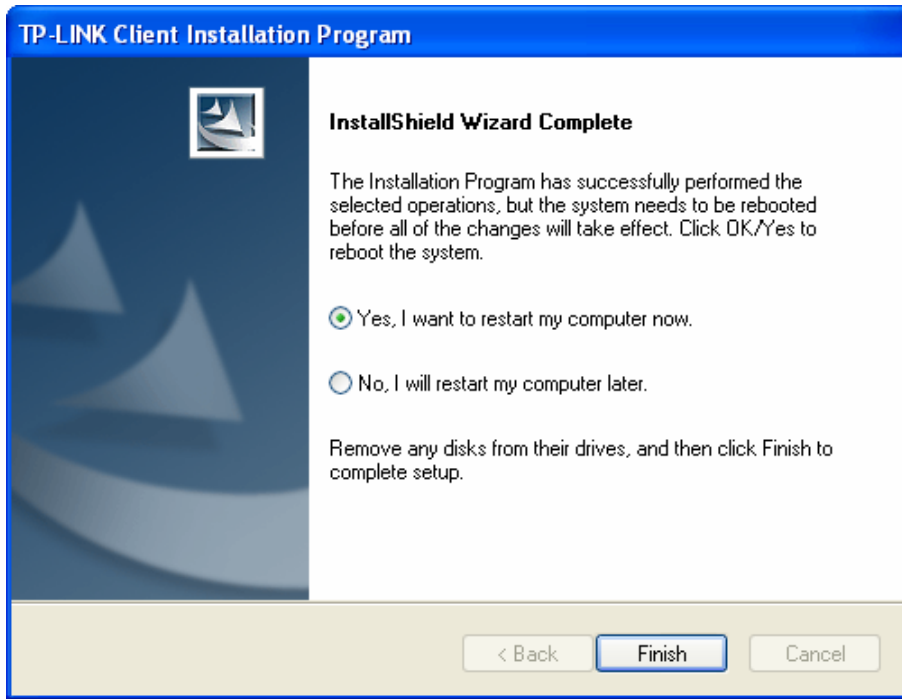 TP-LINK Client Installation Program
InstallShield Wizard Complete
The Installation Program has successfully performed the
selected operations, but the system needs to be rebooted
before all of the changes will take effect. Click OK/Yes to
reboot the system.
Yes, I want to restart my computer now.
No, I will restart my computer later.
Remove any disks from their drives, and then click Finish to
complete setup.
< Back Finish Cancel